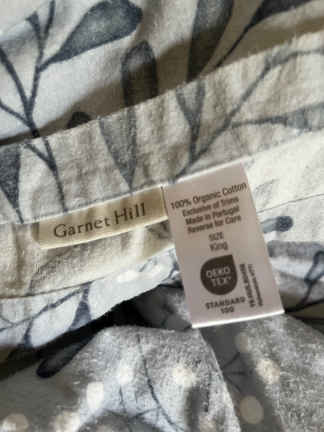 Garnet Hill
100% Organic Cotton
Exclusive of Trims
Made in Portugal
Reverse for Care
SIZE
King
OEKO
TEX®
STANDARD
100